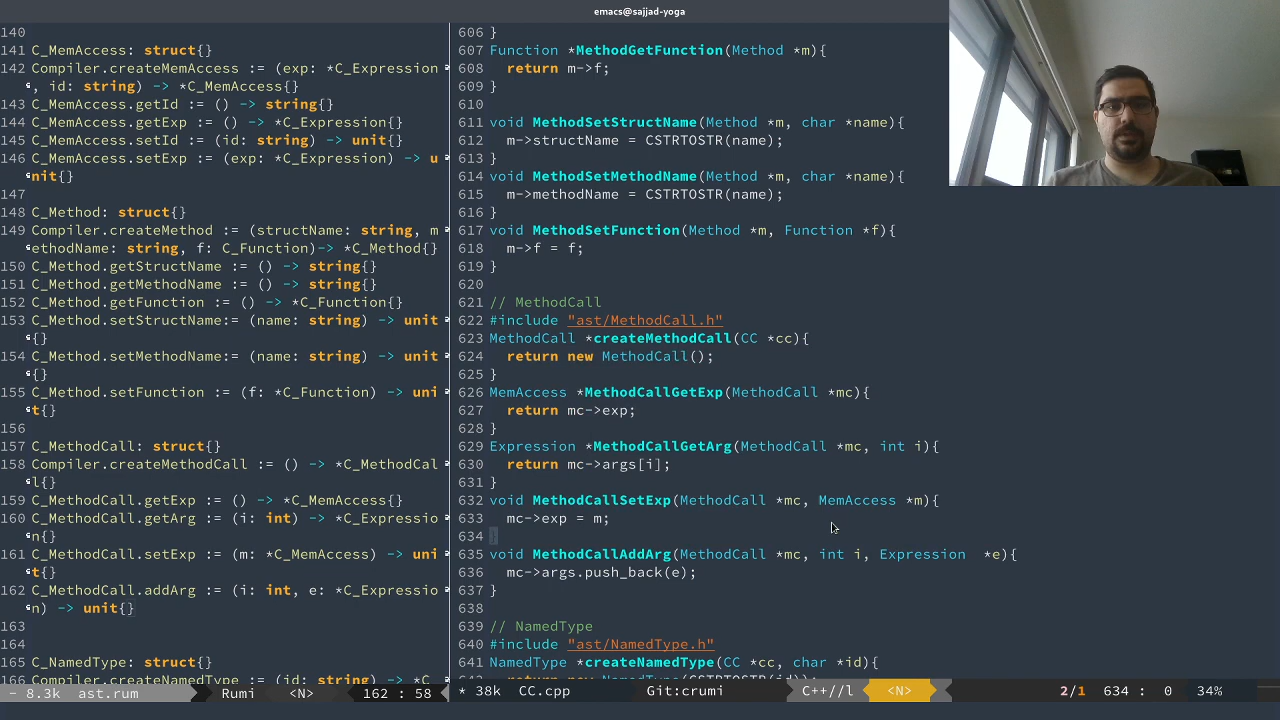 emacs@sajjad-yoga
140
141 C_MemAccess: struct{}
142 Compiler.createMemAccess := (exp: *C_Expression
, id: string) -> *C_MemAccess{}
143 C_MemAccess.getId := () -> string{}
144 C_MemAccess.getExp := () -> *C_Expression{}
145 C_MemAccess.setId := (id: string) -> unit{}
146 C_MemAccess.setExp := (exp: *C_Expression) -> u
nit{}
147
148 C_Method: struct{}
149 Compiler.createMethod := (structName: string, m
ethodName: string, f: C_Function)-> *C_Method{}
150 C_Method.getStructName := () -> string{}
151 C_Method.getMethodName := () -> string{}
152 C_Method.getFunction := () -> *C_Function{}
153 C_Method.setStructName:= (name: string) -> unit
{}
154 C_Method.setMethodName:= (name: string) -> unit
{}
155 C_Method.setFunction := (f: *C_Function) -> uni
t{}
156
157 C_MethodCall: struct{}
158 Compiler.createMethodCall := () -> *C_MethodCal
l{}
159 C_MethodCall.getExp := () -> *C_MemAccess{}
160 C_MethodCall.getArg := (i: int) -> *C_Expressio
n{}
161 C_MethodCall.setExp := (m: *C_MemAccess) -> uni
t{}
162 C_MethodCall.addArg := (i: int, e: *C_Expressio
n) -> unit{}
163
164
165 C_NamedType: struct{}
166 Compiler.createNamedType := (id: string) -> *C
- 8.3k ast.rum Rumi <N> 162 : 58
606 }
607 Function *MethodGetFunction(Method *m){
608 return m->f;
609 }
610
611 void MethodSetStructName(Method *m, char *name){
612 m->structName = CSTRTOSTR(name);
613 }
614 void MethodSetMethodName(Method *m, char *name){
615 m->methodName = CSTRTOSTR(name);
616 }
617 void MethodSetFunction(Method *m, Function *f){
618 m->f = f;
619 }
620
621 // MethodCall
622 #include "ast/MethodCall.h"
623 MethodCall *createMethodCall(CC *cc){
624 return new MethodCall();
625 }
626 MemAccess *MethodCallGetExp(MethodCall *mc){
627 return mc->exp;
628 }
629 Expression *MethodCallGetArg(MethodCall *mc, int i){
630 return mc->args[i];
631 }
632 void MethodCallSetExp(MethodCall *mc, MemAccess *m){
633 mc->exp = m;
634 }
635 void MethodCallAddArg(MethodCall *mc, int i, Expression *e){
636 mc->args.push_back(e);
637 }
638
639 // NamedType
640 #include "ast/NamedType.h"
641 NamedType *createNamedType(CC *cc, char *id){
* 38k CC.cpp Git:crumi C++//l <N> 2/1 634 : 0 34%